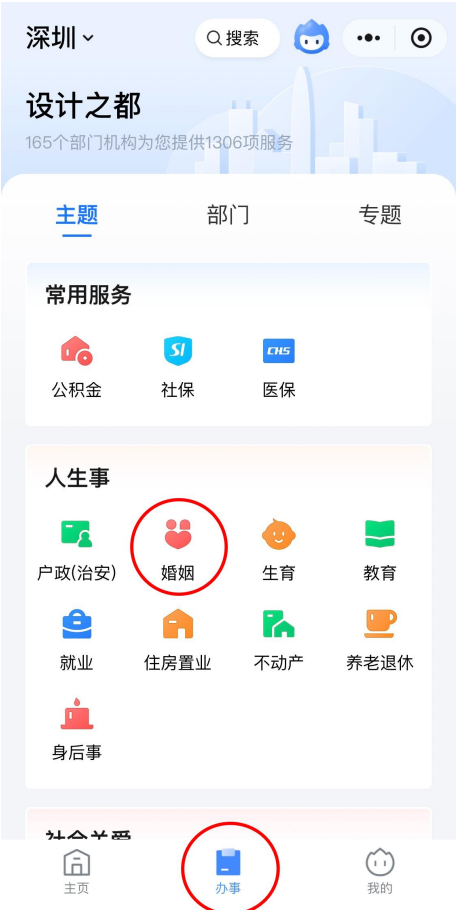 深圳
搜索
设计之都
165个部门机构为您提供1306项服务
主题 部门 专题
常用服务
SI CHS
公积金 社保 医保
人生事
户政(治安) 婚姻 生育 教育
就业 住房置业 不动产 养老退休
身后事
社会关爱
主页 办事 我的